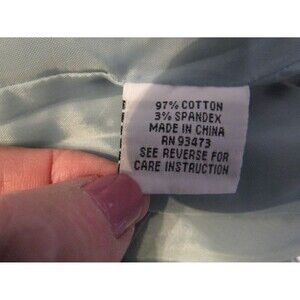 97% COTTON
3% SPANDEX
MADE IN CHINA
RN 93473
SEE REVERSE FOR
CARE INSTRUCTION